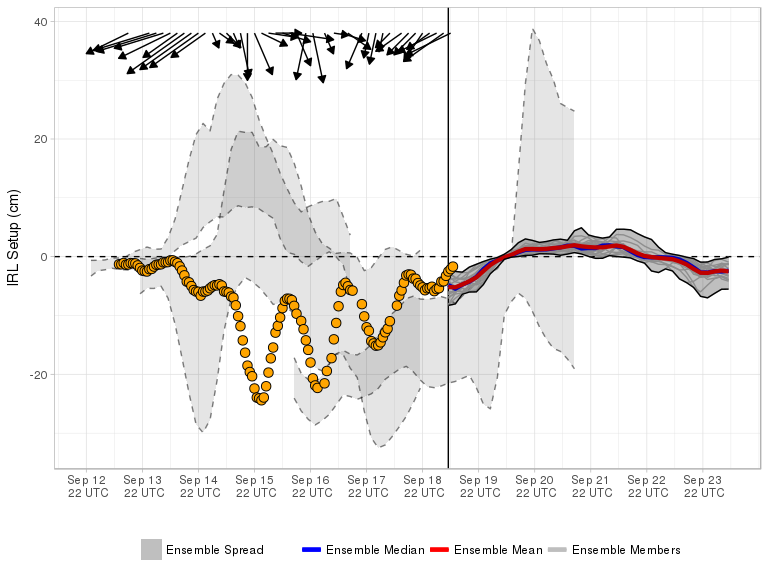 IRL Setup (cm)
40
20
0
-20
Sep 12 Sep 13 Sep 14 Sep 15 Sep 16 Sep 17 Sep 18 Sep 19 Sep 20 Sep 21 Sep 22 Sep 23
22 UTC 22 UTC 22 UTC 22 UTC 22 UTC 22 UTC 22 UTC 22 UTC 22 UTC 22 UTC 22 UTC 22 UTC
Ensemble Spread Ensemble Median Ensemble Mean Ensemble Members